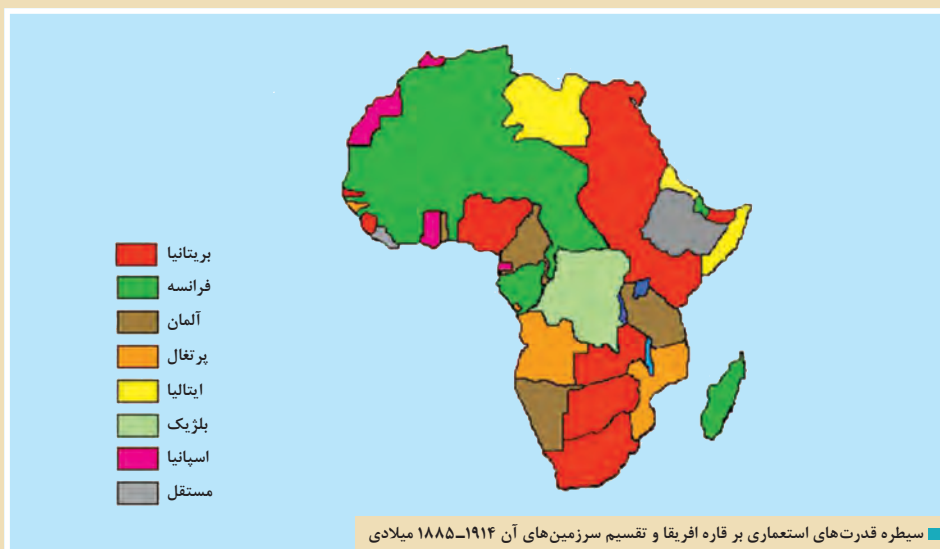 بریتانیا
فرانسه
آلمان
پرتغال
ایتالیا
بلژیک
اسپانیا
مستقل
سیطره قدرت‌های استعماری بر قاره افریقا و تقسیم سرزمین‌های آن ۱۹۱۴ــ۱۸۸۵ میلادی